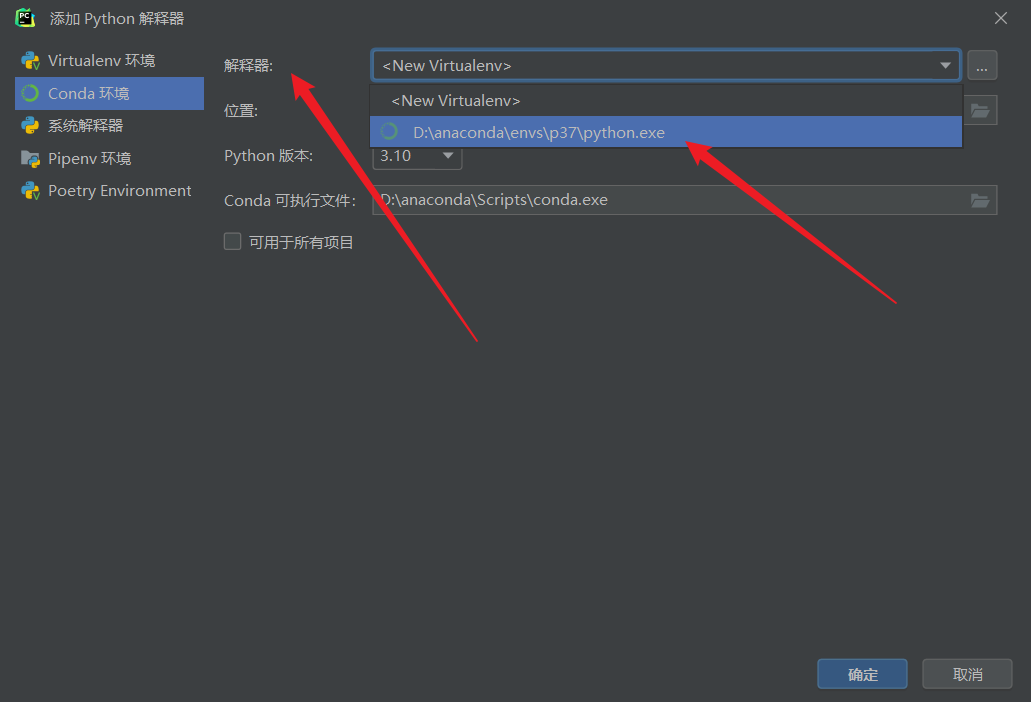 添加 Python 解释器
Virtualenv 环境
Conda 环境
系统解释器
Pipenv 环境
Poetry Environment
解释器:
<New Virtualenv>
...
<New Virtualenv>
D:\anaconda\envs\p37\python.exe
位置:
Python 版本:
3.10
Conda 可执行文件:
D:\anaconda\Scripts\conda.exe
可用于所有项目
确定
取消